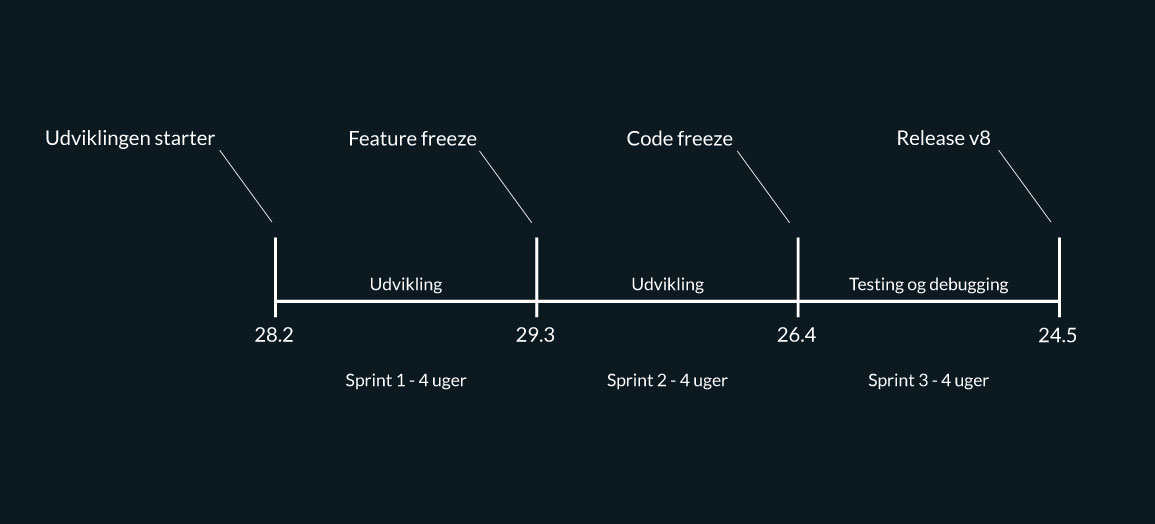 Udviklingen starter
Feature freeze
Code freeze
Release v8
Udvikling
Udvikling
Testing og debugging
28.2
29.3
26.4
24.5
Sprint 1 - 4 uger
Sprint 2 - 4 uger
Sprint 3 - 4 uger